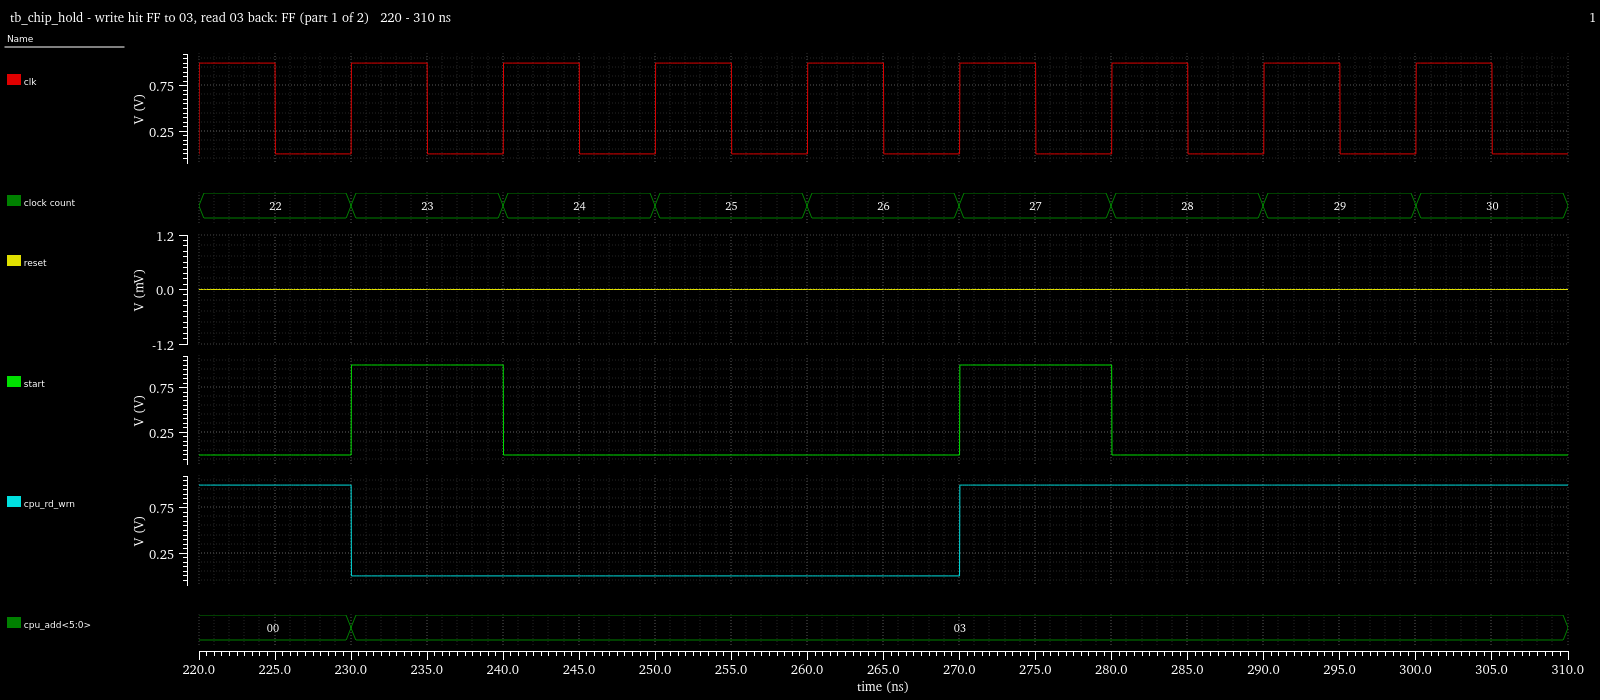 tb_chip_hold - write hit FF to 03, read 03 back: FF (part 1 of 2)   220 - 310 ns
1
Name
clk
V (V)
0.75
0.25
clock count
22 23 24 25 26 27 28 29 30
reset
V (mV)
1.2
0.0
-1.2
start
V (V)
0.75
0.25
cpu_rd_wrn
V (V)
0.75
0.25
cpu_add<5:0>
00 03
220.0 225.0 230.0 235.0 240.0 245.0 250.0 255.0 260.0 265.0 270.0 275.0 280.0 285.0 290.0 295.0 300.0 305.0 310.0
time (ns)